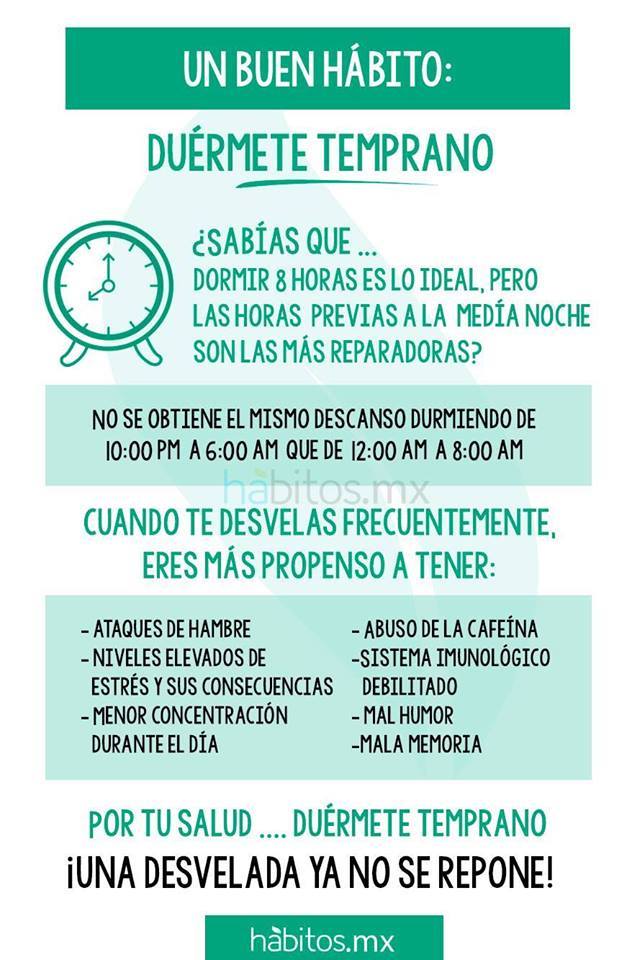 UN BUEN HÁBITO:
DUÉRMETE TEMPRANO
¿SABÍAS QUE ...
DORMIR 8 HORAS ES LO IDEAL, PERO
LAS HORAS PREVIAS A LA MEDÍA NOCHE
SON LAS MÁS REPARADORAS?
NO SE OBTIENE EL MISMO DESCANSO DURMIENDO DE
10:00 PM A 6:00 AM QUE DE 12:00 AM A 8:00 AM
hábitos.mx
CUANDO TE DESVELAS FRECUENTEMENTE,
ERES MÁS PROPENSO A TENER:
- ATAQUES DE HAMBRE
- NIVELES ELEVADOS DE
ESTRÉS Y SUS CONSECUENCIAS
- MENOR CONCENTRACIÓN
DURANTE EL DÍA
- ABUSO DE LA CAFEÍNA
-SISTEMA IMUNOLÓGICO
DEBILITADO
- MAL HUMOR
-MALA MEMORIA
POR TU SALUD .... DUÉRMETE TEMPRANO
¡UNA DESVELADA YA NO SE REPONE!
hábitos.mx